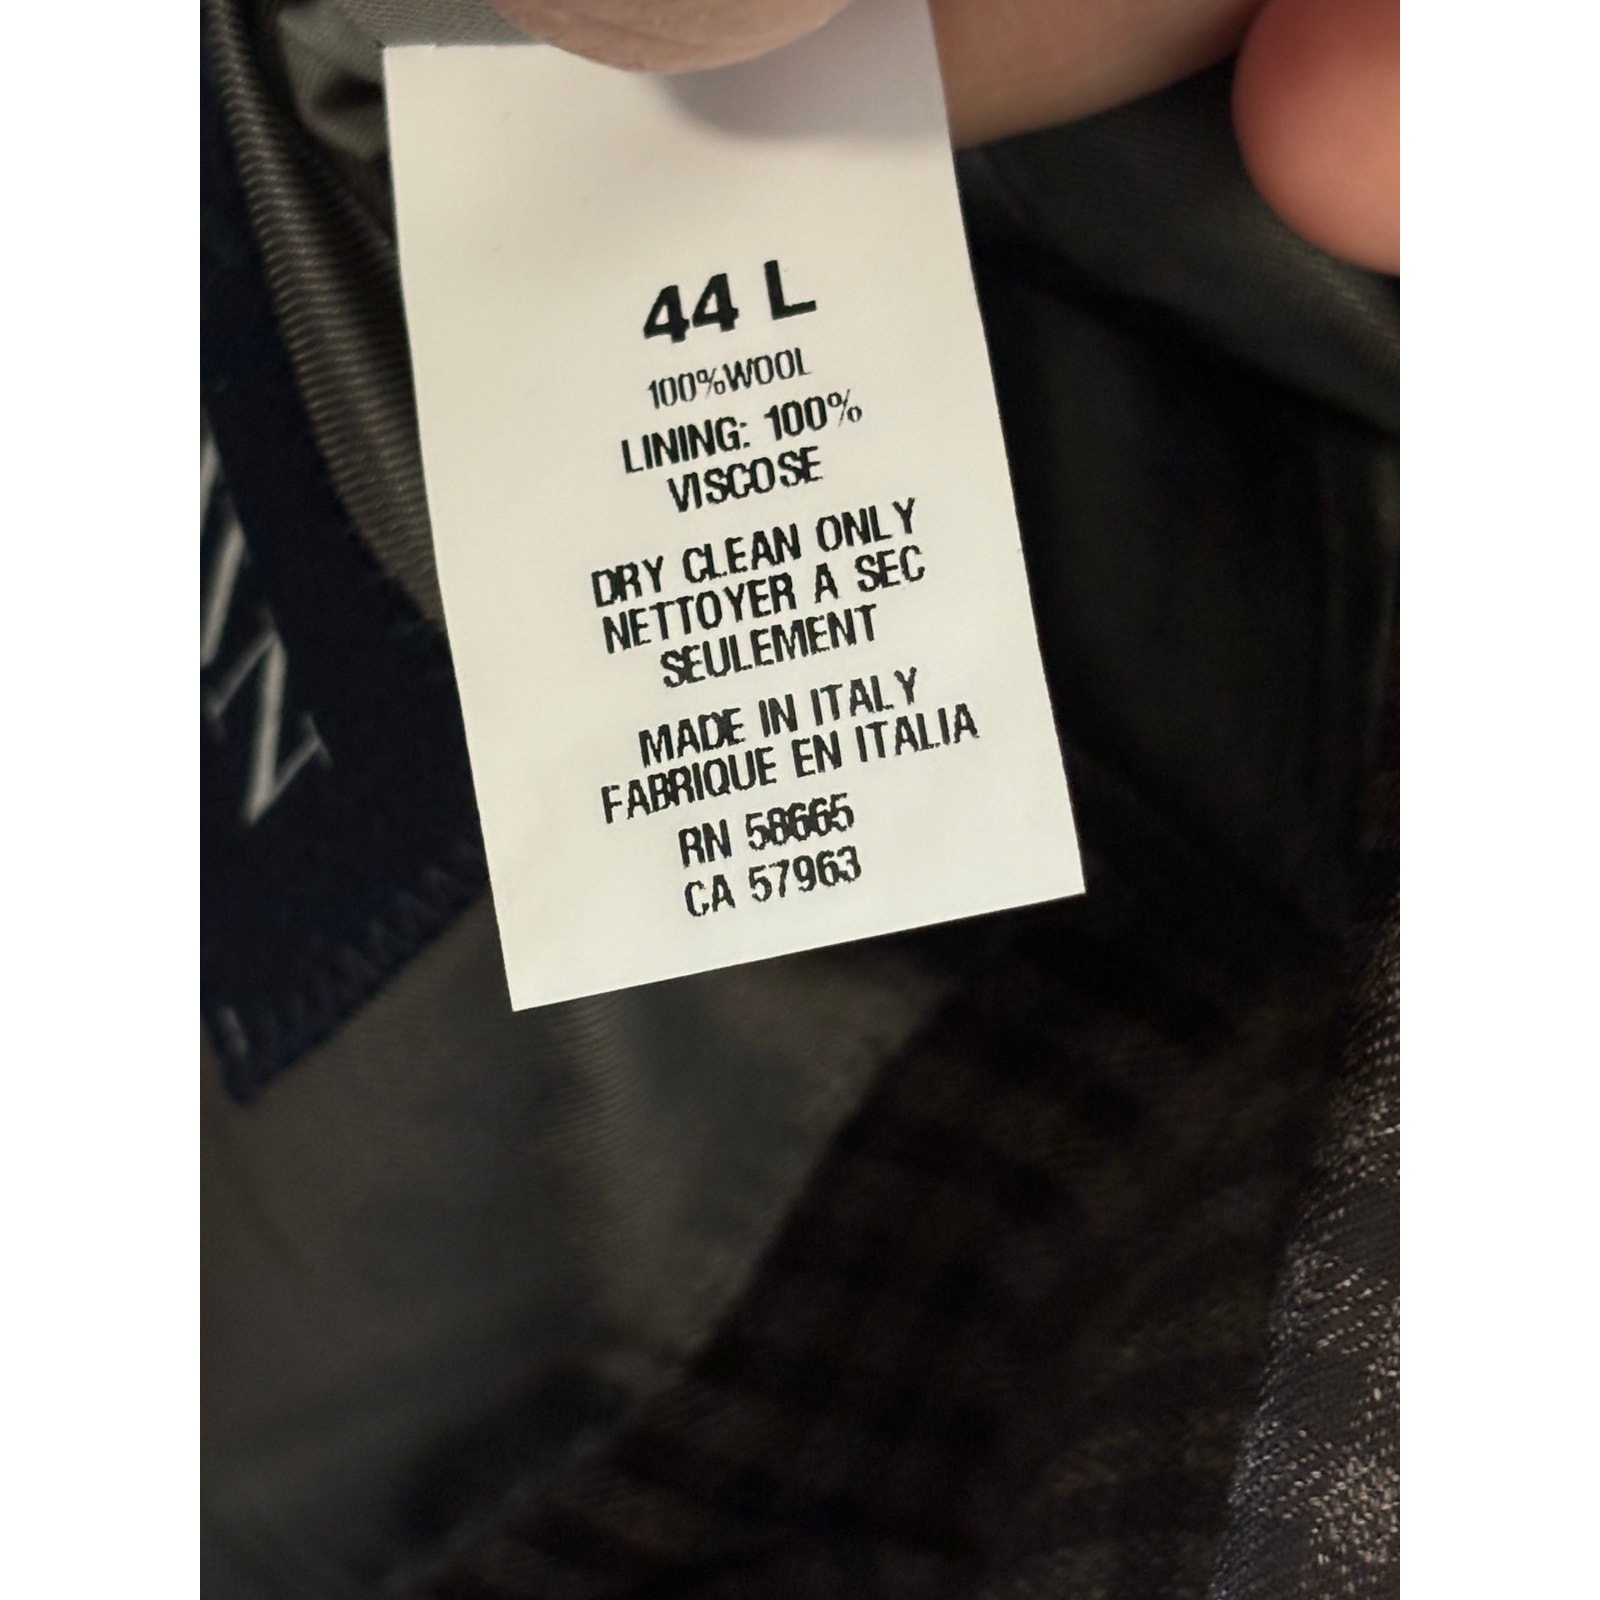 44 L
100%WOOL
LINING: 100%
VISCOSE
DRY CLEAN ONLY
NETTOYER A SEC
SEULEMENT
MADE IN ITALY
FABRIQUE EN ITALIA
RN 58665
CA 57963